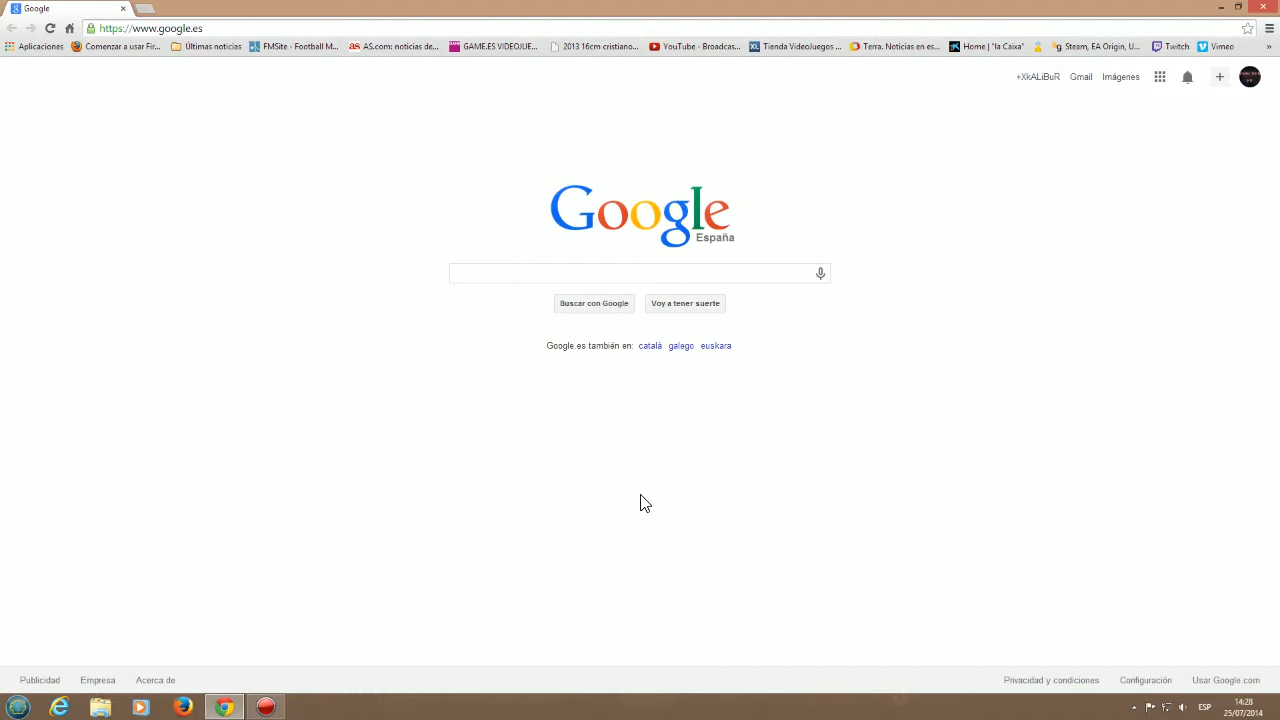 Google
https://www.google.es
Aplicaciones Comenzar a usar Fir... Últimas noticias FMSite - Football M... as AS.com: noticias de... GAME GAME.ES VIDEOJUE... 2013 16cm cristiano... YouTube - Broadcas... XL Tienda VideoJuegos ... Terra. Noticias en es... Home | "la Caixa" Steam, EA Origin, U... Twitch Vimeo »
+XkALiBuR Gmail Imágenes
Google
España
Buscar con Google Voy a tener suerte
Google.es también en: català galego euskara
Publicidad Empresa Acerca de Privacidad y condiciones Configuración Usar Google.com
ESP 14:28
25/07/2014